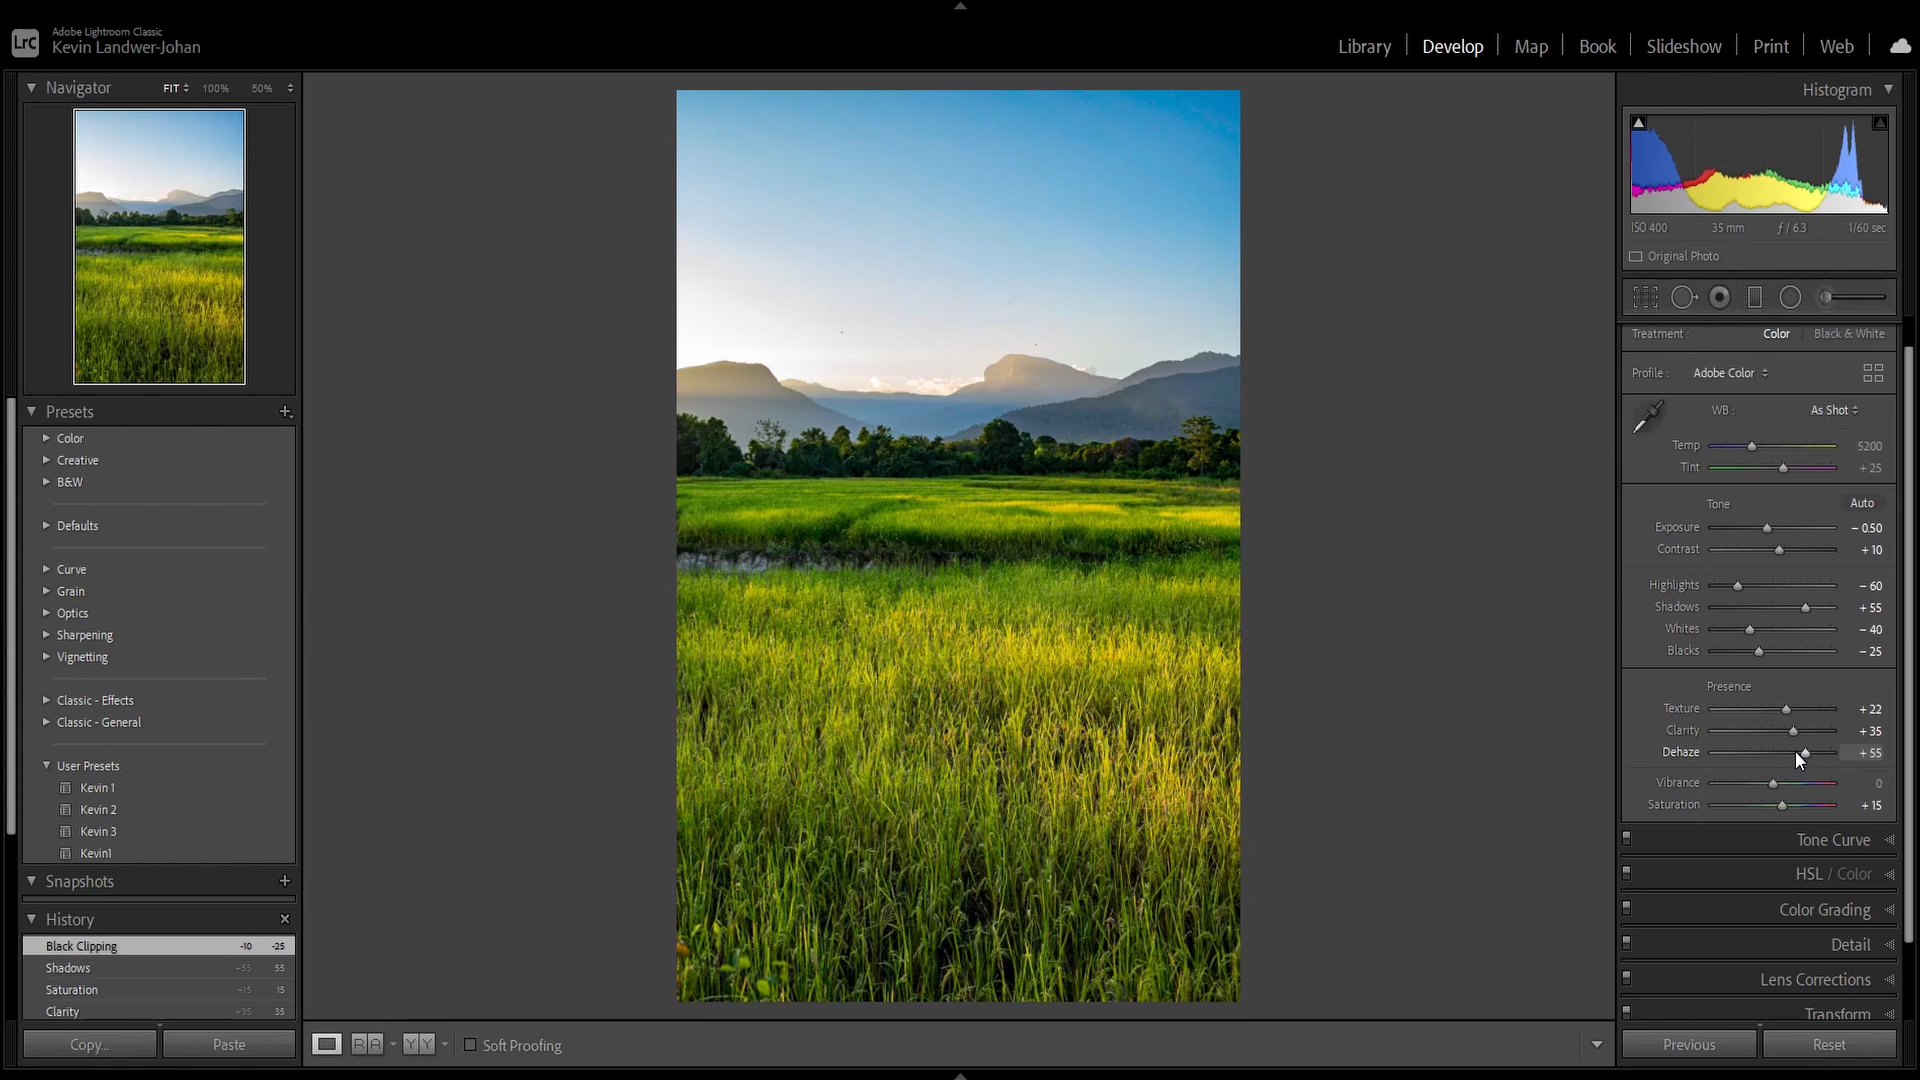 LrC
Adobe Lightroom Classic
Kevin Landwer-Johan
Library | Develop | Map | Book | Slideshow | Print | Web
Navigator FIT 100% 50%
Presets
Color
Creative
B&W
Defaults
Curve
Grain
Optics
Sharpening
Vignetting
Classic - Effects
Classic - General
User Presets
Kevin 1
Kevin 2
Kevin 3
Kevin1
Snapshots
History
Black Clipping -10 -25
Shadows +55 55
Saturation +15 15
Clarity +35 35
Copy... Paste
RA YY Soft Proofing
Histogram
ISO 400 35 mm ƒ / 6.3 1/60 sec
Original Photo
Treatment : Color | Black & White
Profile : Adobe Color
WB : As Shot
Temp 5200
Tint + 25
Tone Auto
Exposure – 0.50
Contrast + 10
Highlights – 60
Shadows + 55
Whites – 40
Blacks – 25
Presence
Texture + 22
Clarity + 35
Dehaze + 55
Vibrance 0
Saturation + 15
Tone Curve
HSL / Color
Color Grading
Detail
Lens Corrections
Transform
Previous Reset